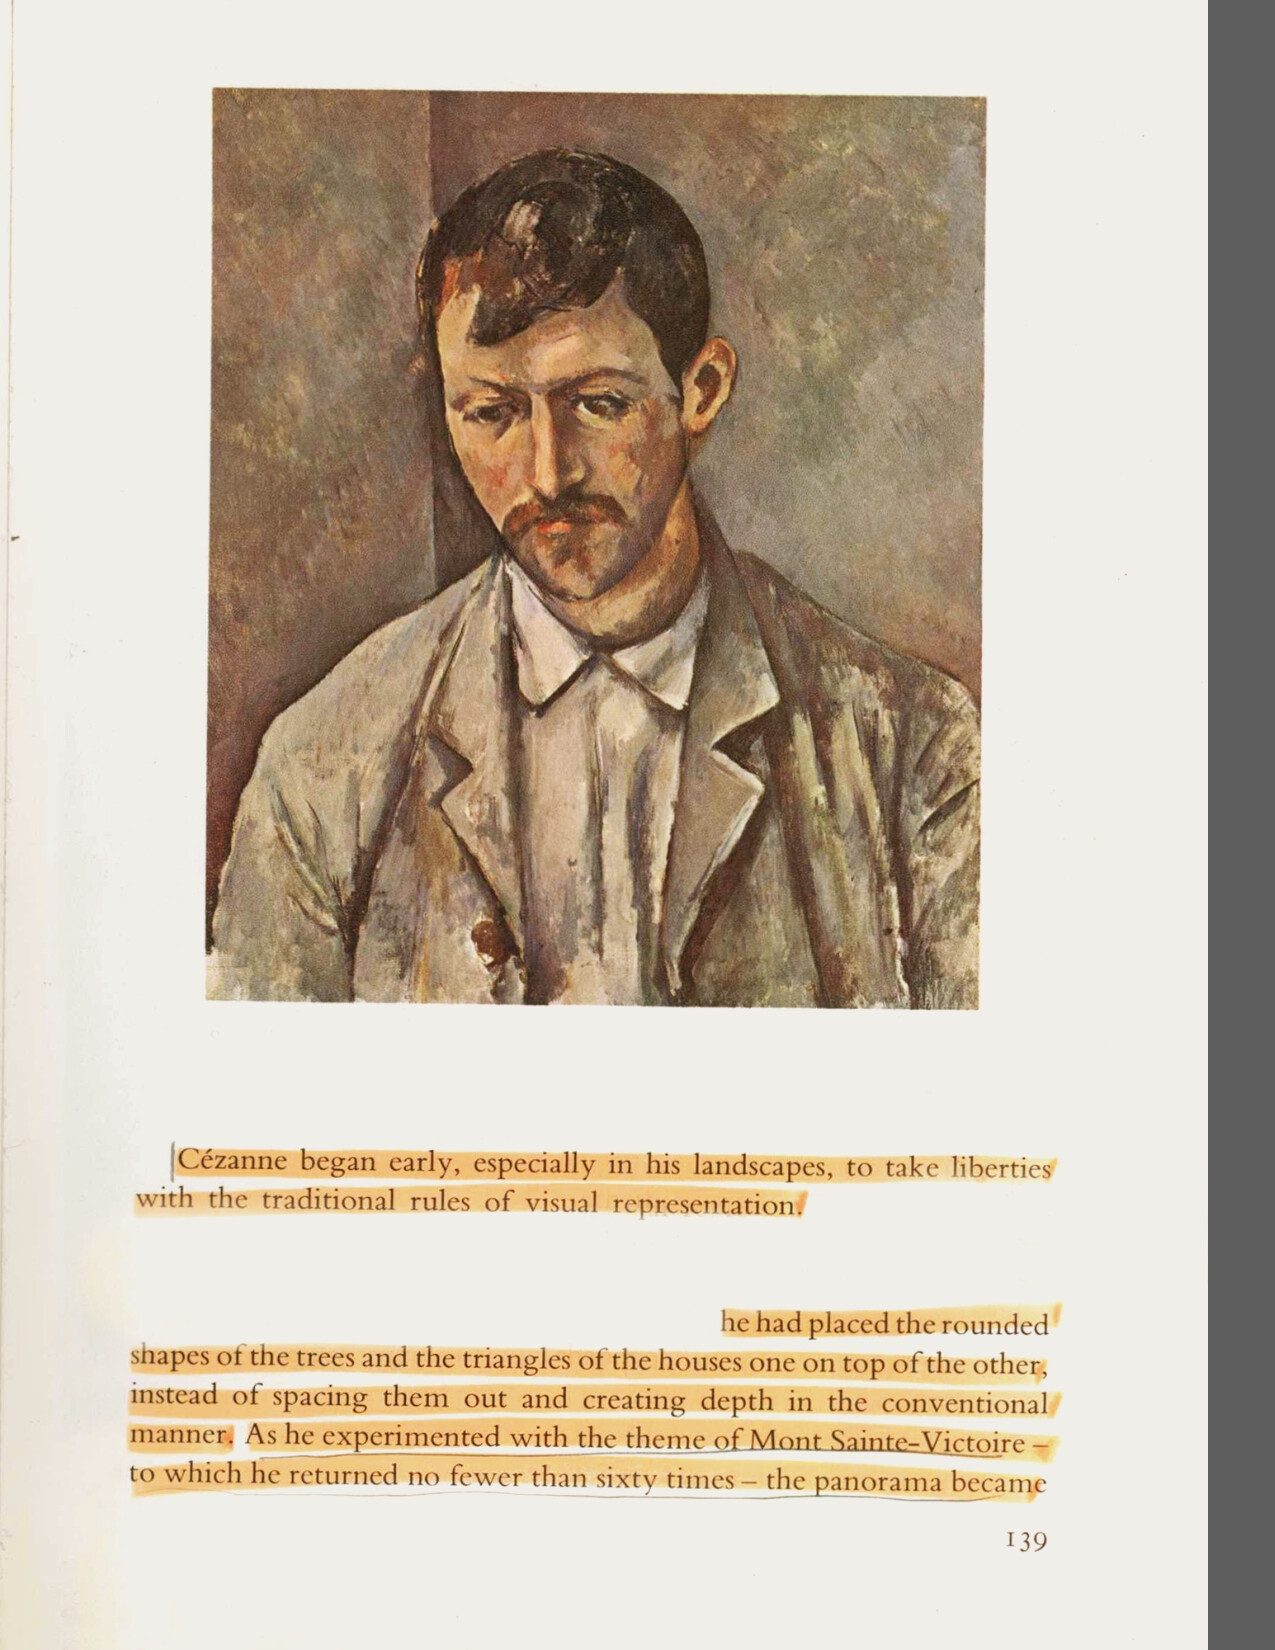 Cézanne began early, especially in his landscapes, to take liberties
with the traditional rules of visual representation.
he had placed the rounded
shapes of the trees and the triangles of the houses one on top of the other,
instead of spacing them out and creating depth in the conventional
manner. As he experimented with the theme of Mont Sainte-Victoire –
to which he returned no fewer than sixty times – the panorama became
139